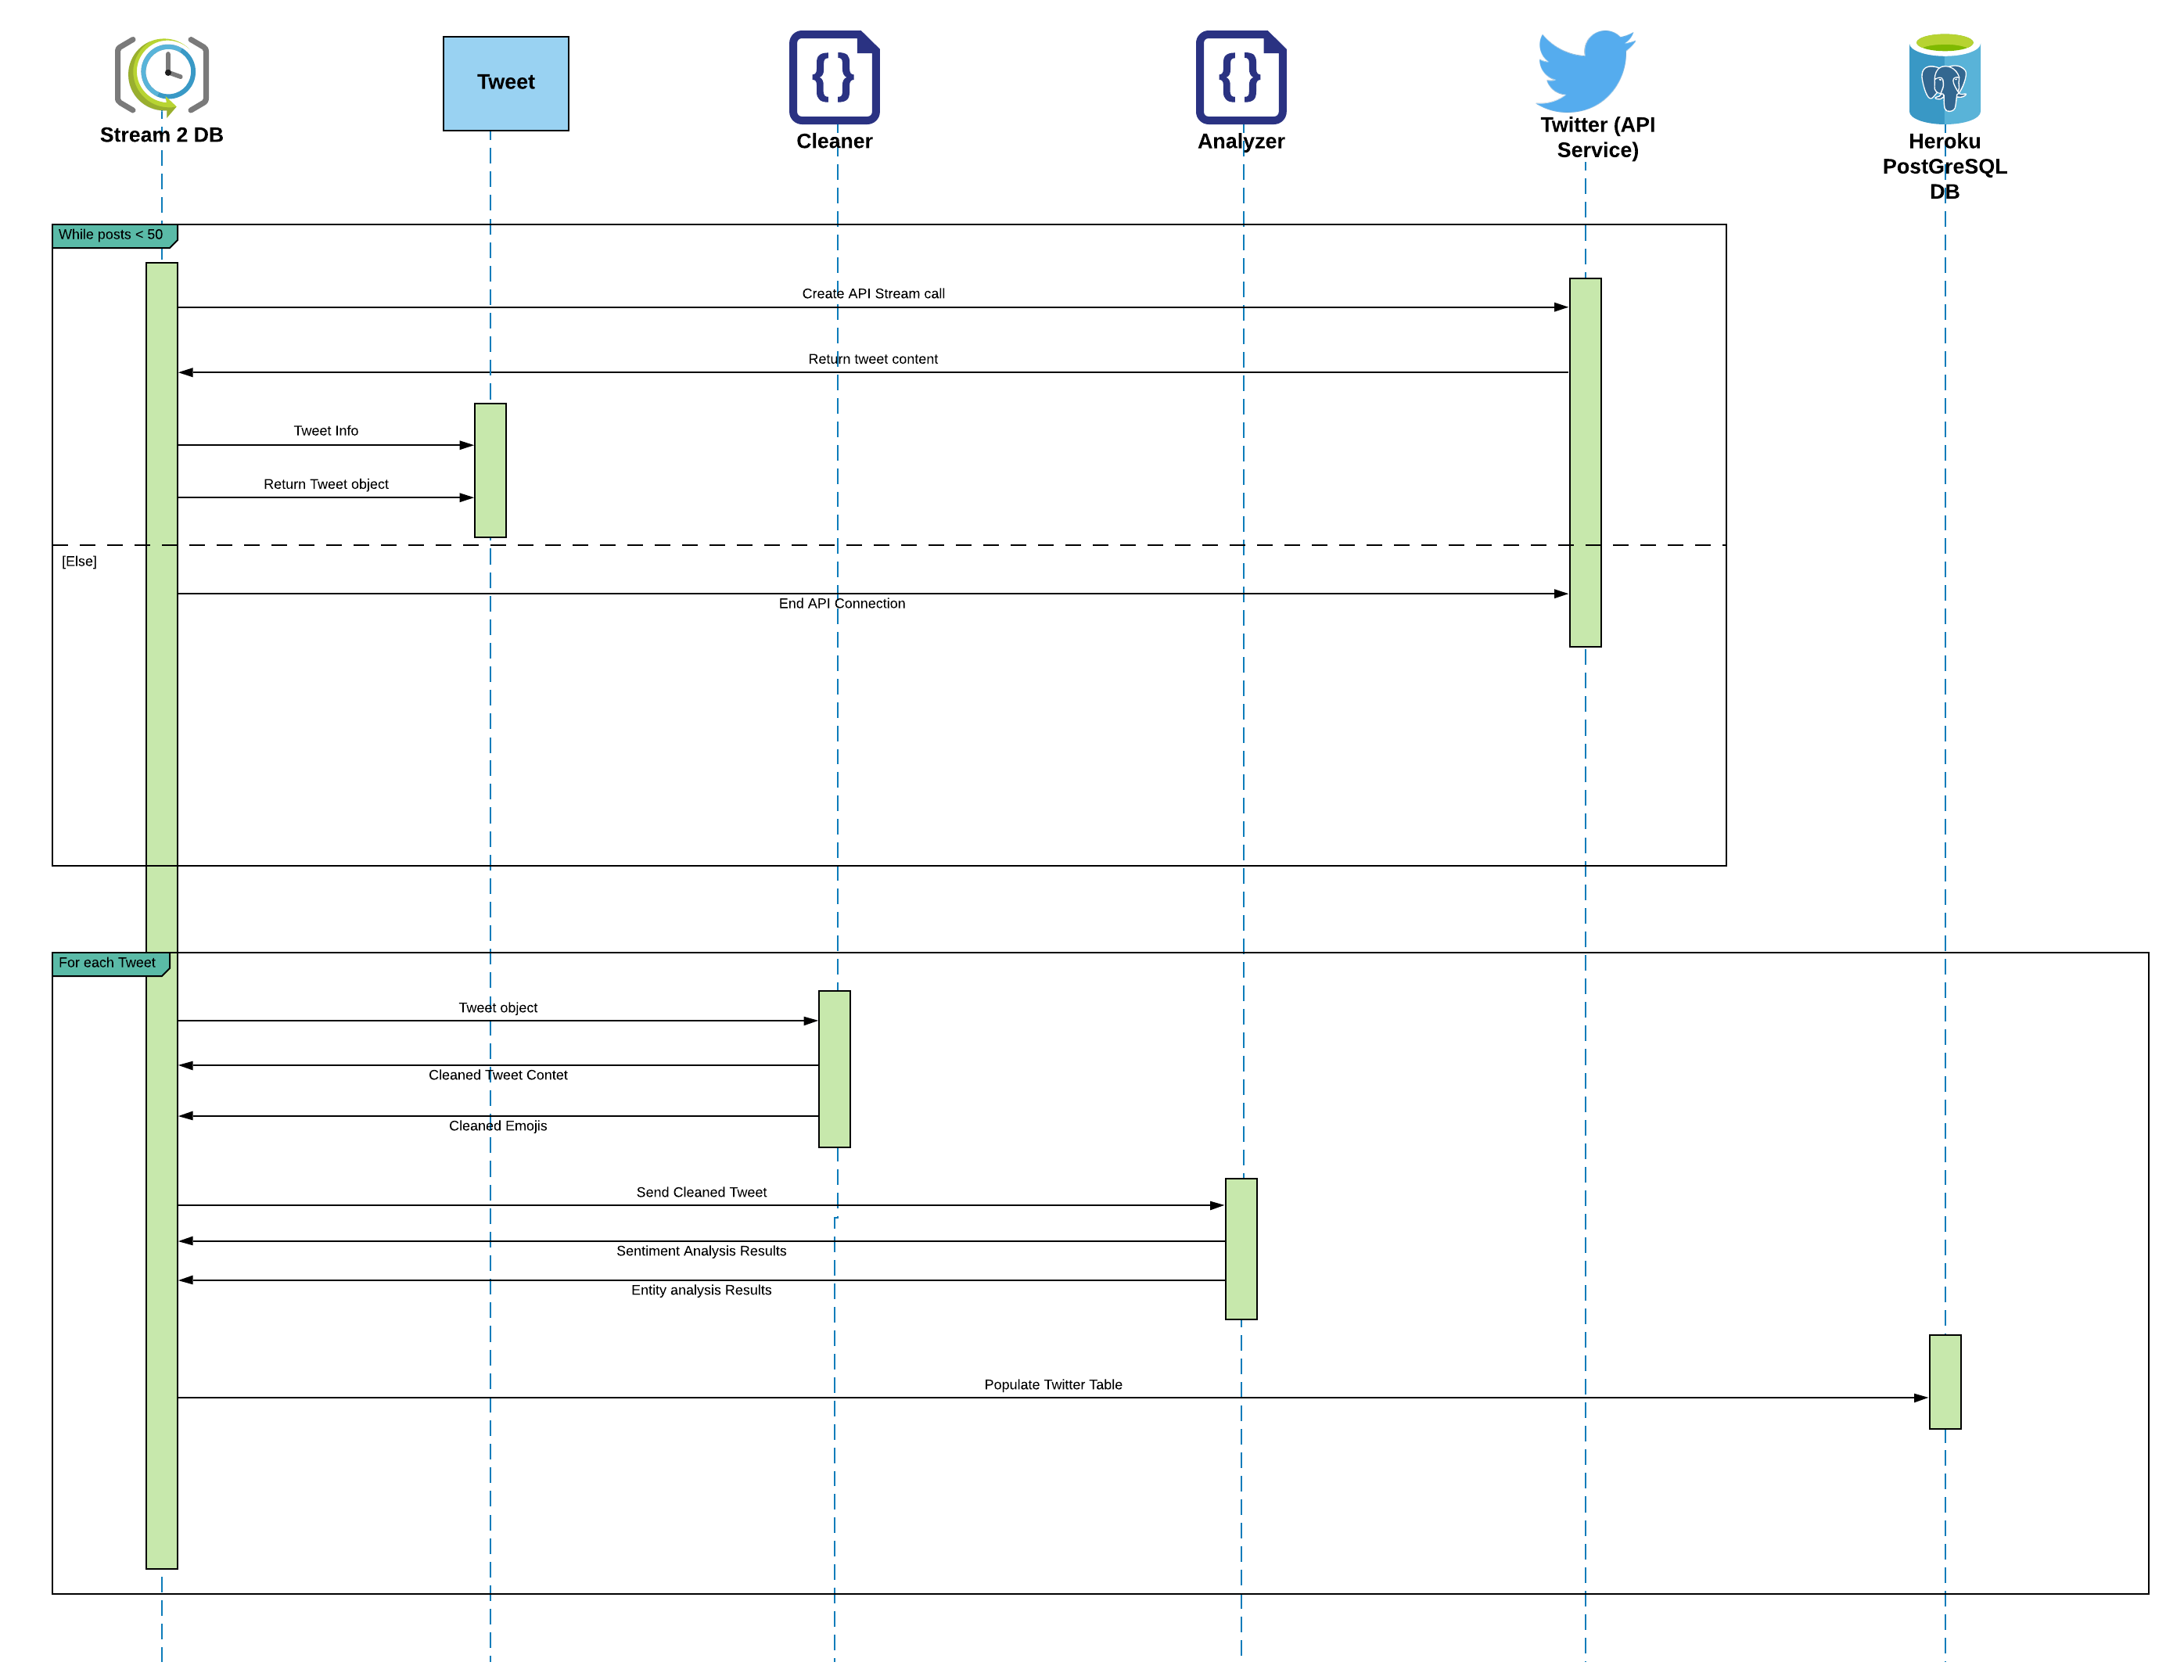 Stream 2 DB
Tweet
Cleaner
Analyzer
Twitter (API
Service)
Heroku
PostGreSQL
DB
While posts < 50
Create API Stream call
Return tweet content
Tweet Info
Return Tweet object
[Else]
End API Connection
For each Tweet
Tweet object
Cleaned Tweet Contet
Cleaned Emojis
Send Cleaned Tweet
Sentiment Analysis Results
Entity analysis Results
Populate Twitter Table